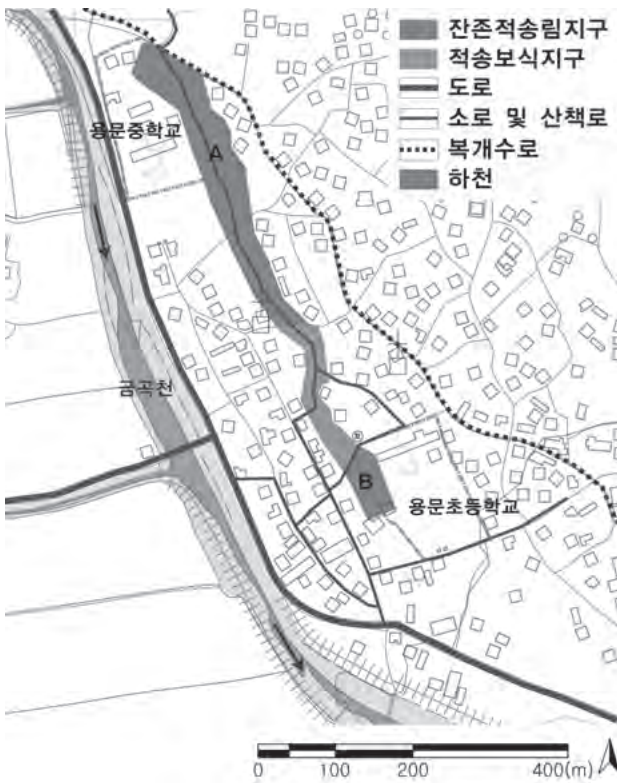 잔존적송림지구
적송보식지구
도로
소로 및 산책로
복개수로
하천
용문중학교
A
금곡천
B
용문초등학교
0 100 200 400(m)